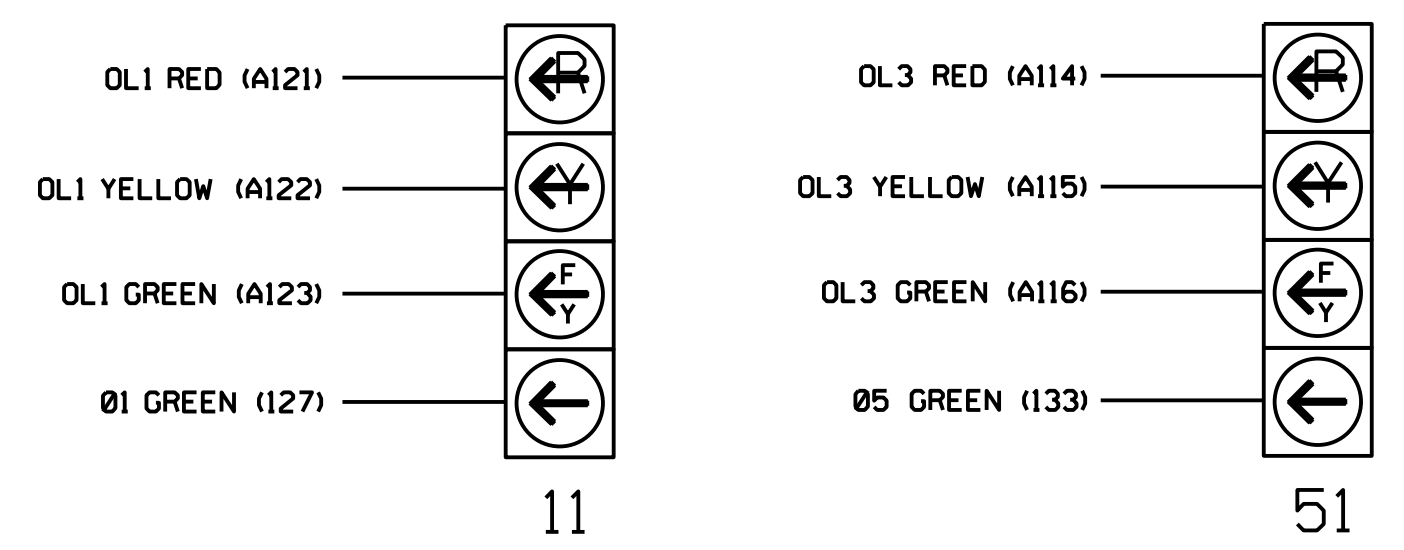 OL1 RED (A121)
R
OL1 YELLOW (A122)
Y
OL1 GREEN (A123)
F
Y
Ø1 GREEN (127)
11
OL3 RED (A114)
R
OL3 YELLOW (A115)
Y
OL3 GREEN (A116)
F
Y
Ø5 GREEN (133)
51